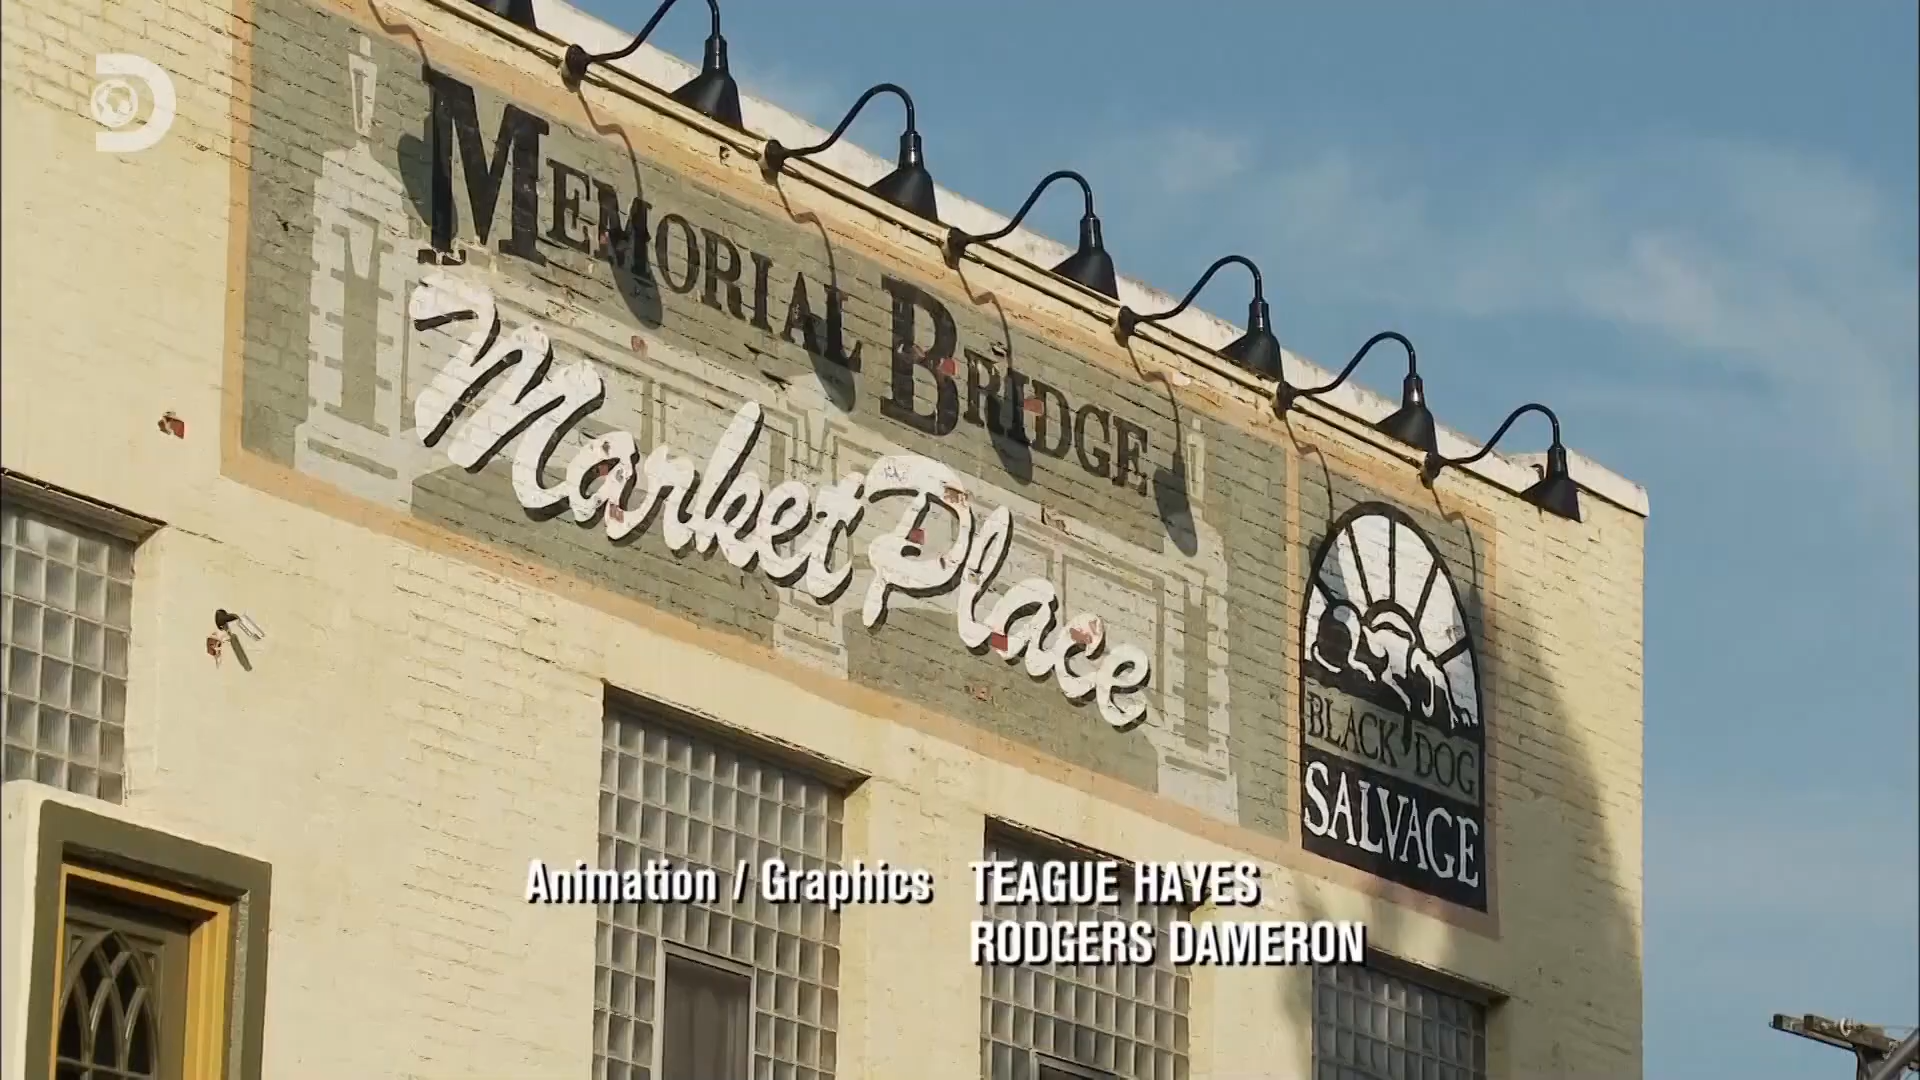 MEMORIAL BRIDGE
Market Place
BLACK DOG
SALVAGE
Animation / Graphics TEAGUE HAYES
RODGERS DAMERON